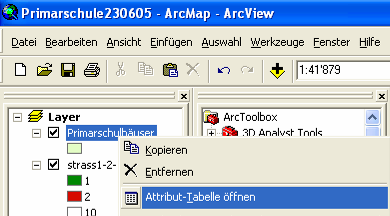 Primarschule230605 - ArcMap - ArcView
Datei Bearbeiten Ansicht Einfügen Auswahl Werkzeuge Fenster Hilfe
1:41'879
Layer
ArcToolbox
Primarschulhäuser
3D Analyst Tools
Kopieren
strass1-2-
Entfernen
1
2
Attribut-Tabelle öffnen
10